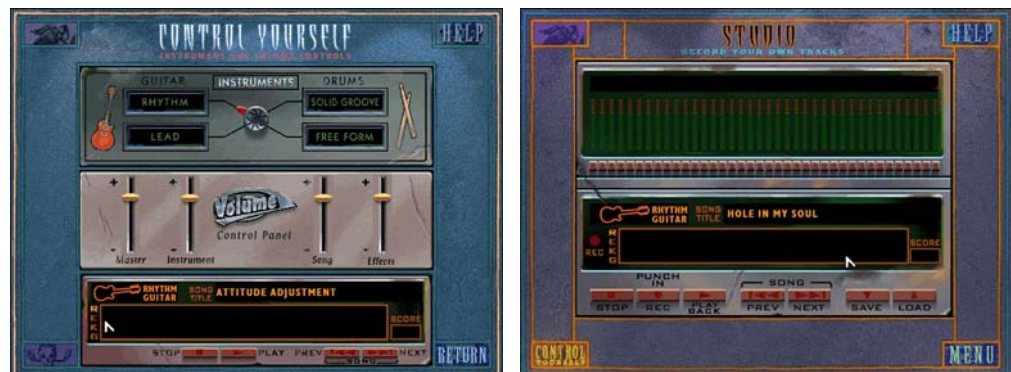 CONTROL YOURSELF
HELP
INSTRUMENT AND VOLUME CONTROLS
GUITAR
INSTRUMENTS
DRUMS
RHYTHM
SOLID GROOVE
LEAD
FREE FORM
Volume
Control Panel
Master
Instrument
Song
Effects
RHYTHM GUITAR
SONG TITLE
ATTITUDE ADJUSTMENT
REKG
SCORE
STOP
PLAY
PREV
SONG
NEXT
RETURN
STUDIO
HELP
RECORD YOUR OWN TRACKS
RHYTHM GUITAR
SONG TITLE
HOLE IN MY SOUL
REC
REKG
SCORE
PUNCH IN
SONG
STOP
REC
PLAY BACK
PREV
NEXT
SAVE
LOAD
CONTROL YOURSELF
MENU